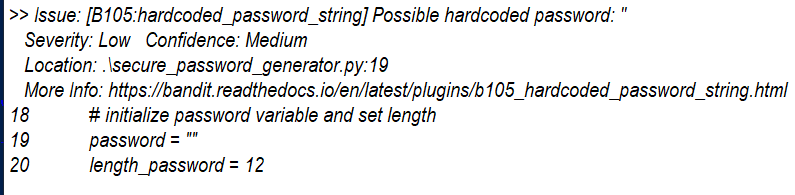 >> Issue: [B105:hardcoded_password_string] Possible hardcoded password: ''
Severity: Low Confidence: Medium
Location: .\secure_password_generator.py:19
More Info: https://bandit.readthedocs.io/en/latest/plugins/b105_hardcoded_password_string.html
18 # initialize password variable and set length
19 password = ""
20 length_password = 12